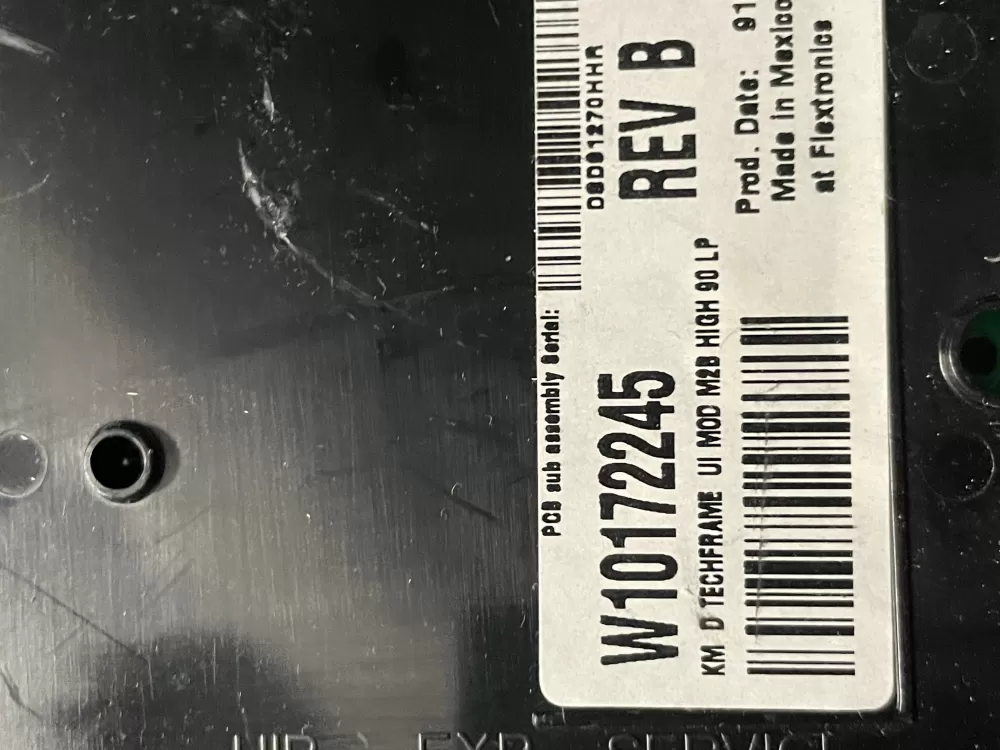 PCB sub assembly Serial:
W10172245
REV B
KM D TECHFRAME UI MOD M2B HIGH 90 LP
Prod. Date: 91
Made in Mexico
at Flextronics